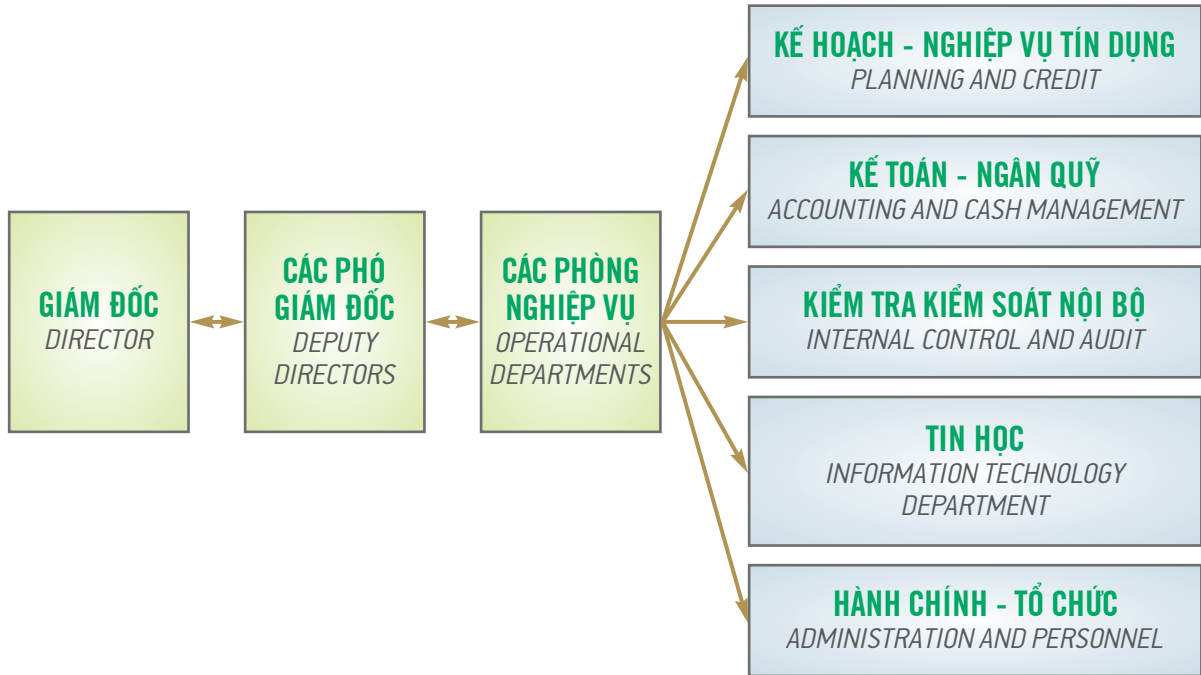 GIÁM ĐỐC
DIRECTOR
CÁC PHÓ
GIÁM ĐỐC
DEPUTY
DIRECTORS
CÁC PHÒNG
NGHIỆP VỤ
OPERATIONAL
DEPARTMENTS
KẾ HOẠCH - NGHIỆP VỤ TÍN DỤNG
PLANNING AND CREDIT
KẾ TOÁN - NGÂN QUỸ
ACCOUNTING AND CASH MANAGEMENT
KIỂM TRA KIỂM SOÁT NỘI BỘ
INTERNAL CONTROL AND AUDIT
TIN HỌC
INFORMATION TECHNOLOGY
DEPARTMENT
HÀNH CHÍNH - TỔ CHỨC
ADMINISTRATION AND PERSONNEL